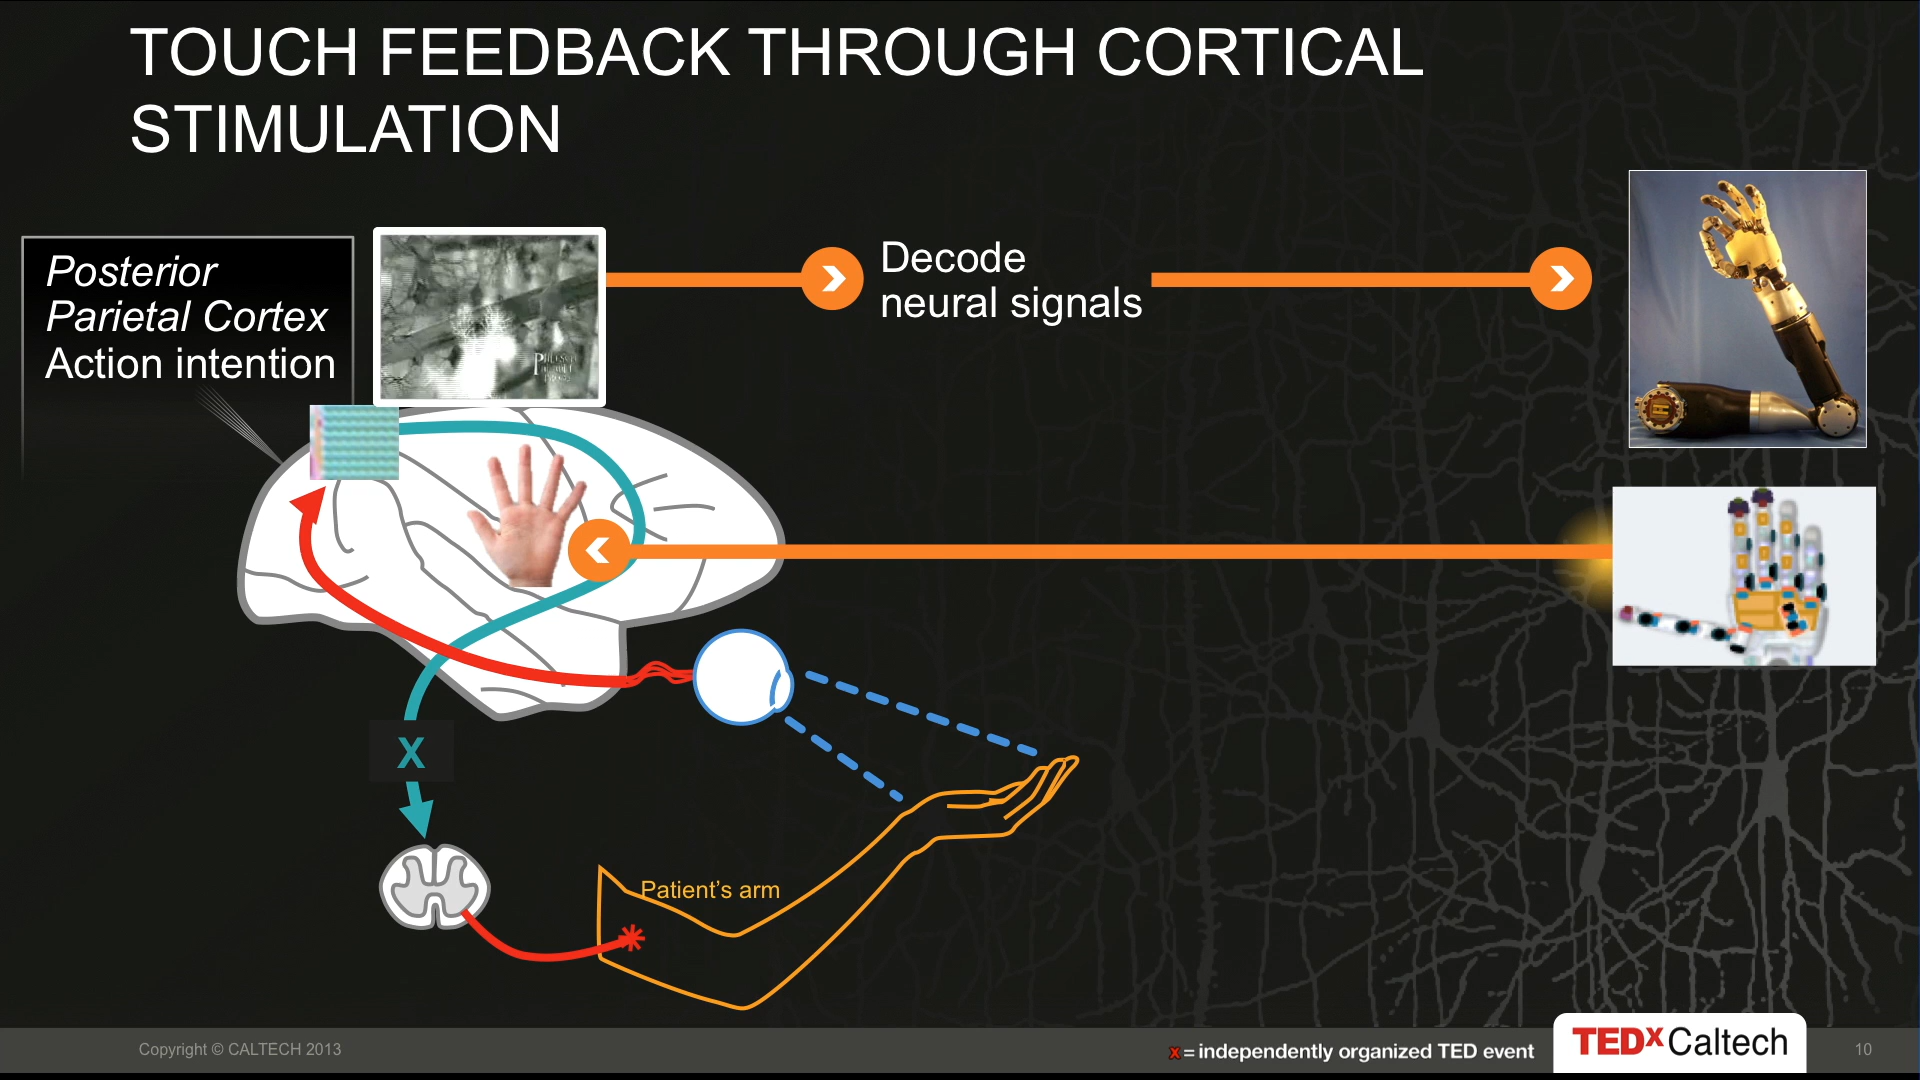 TOUCH FEEDBACK THROUGH CORTICAL
STIMULATION
Posterior
Parietal Cortex
Action intention
Decode
neural signals
X
Patient’s arm
Copyright © CALTECH 2013
x = independently organized TED event
TEDxCaltech
10